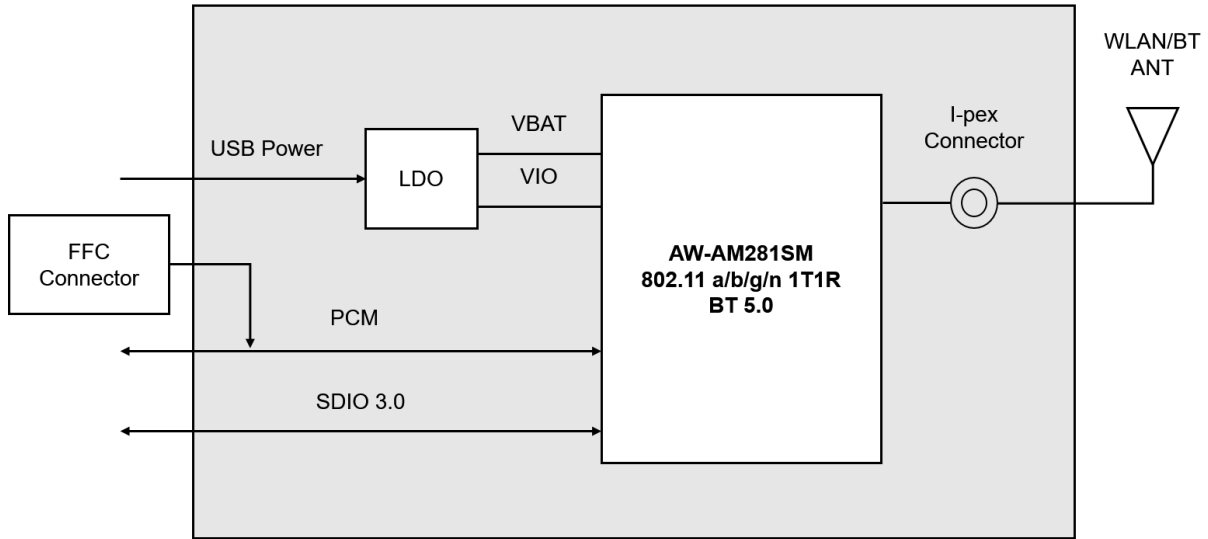 WLAN/BT
ANT
I-pex
Connector
VBAT
USB Power
LDO
VIO
FFC
Connector
AW-AM281SM
802.11 a/b/g/n 1T1R
BT 5.0
PCM
SDIO 3.0